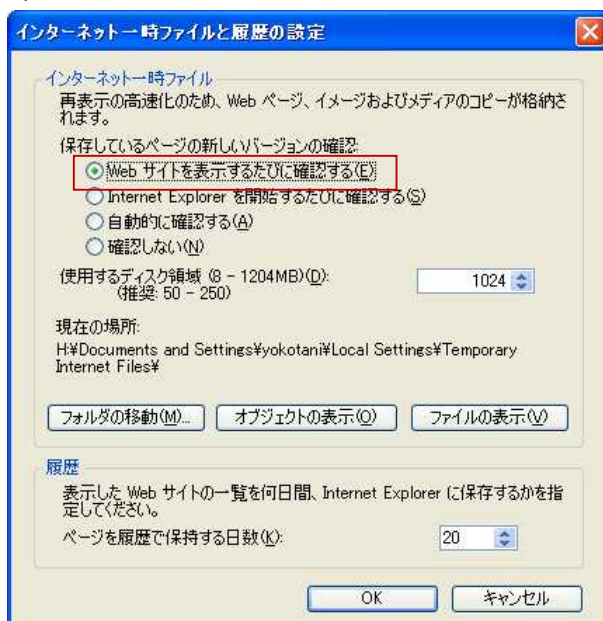 インターネット一時ファイルと履歴の設定
インターネット一時ファイル
再表示の高速化のため、Web ページ、イメージおよびメディアのコピーが格納さ
れます。
保存しているページの新しいバージョンの確認:
Web サイトを表示するたびに確認する(E)
Internet Explorer を開始するたびに確認する(S)
自動的に確認する(A)
確認しない(N)
使用するディスク領域 (8 - 1204MB)(D): 1024
(推奨: 50 - 250)
現在の場所:
H:¥Documents and Settings¥yokotani¥Local Settings¥Temporary
Internet Files¥
フォルダの移動(M)... オブジェクトの表示(O) ファイルの表示(V)
履歴
表示した Web サイトの一覧を何日間、Internet Explorer に保存するかを指
定してください。
ページを履歴で保持する日数(K): 20
OK キャンセル